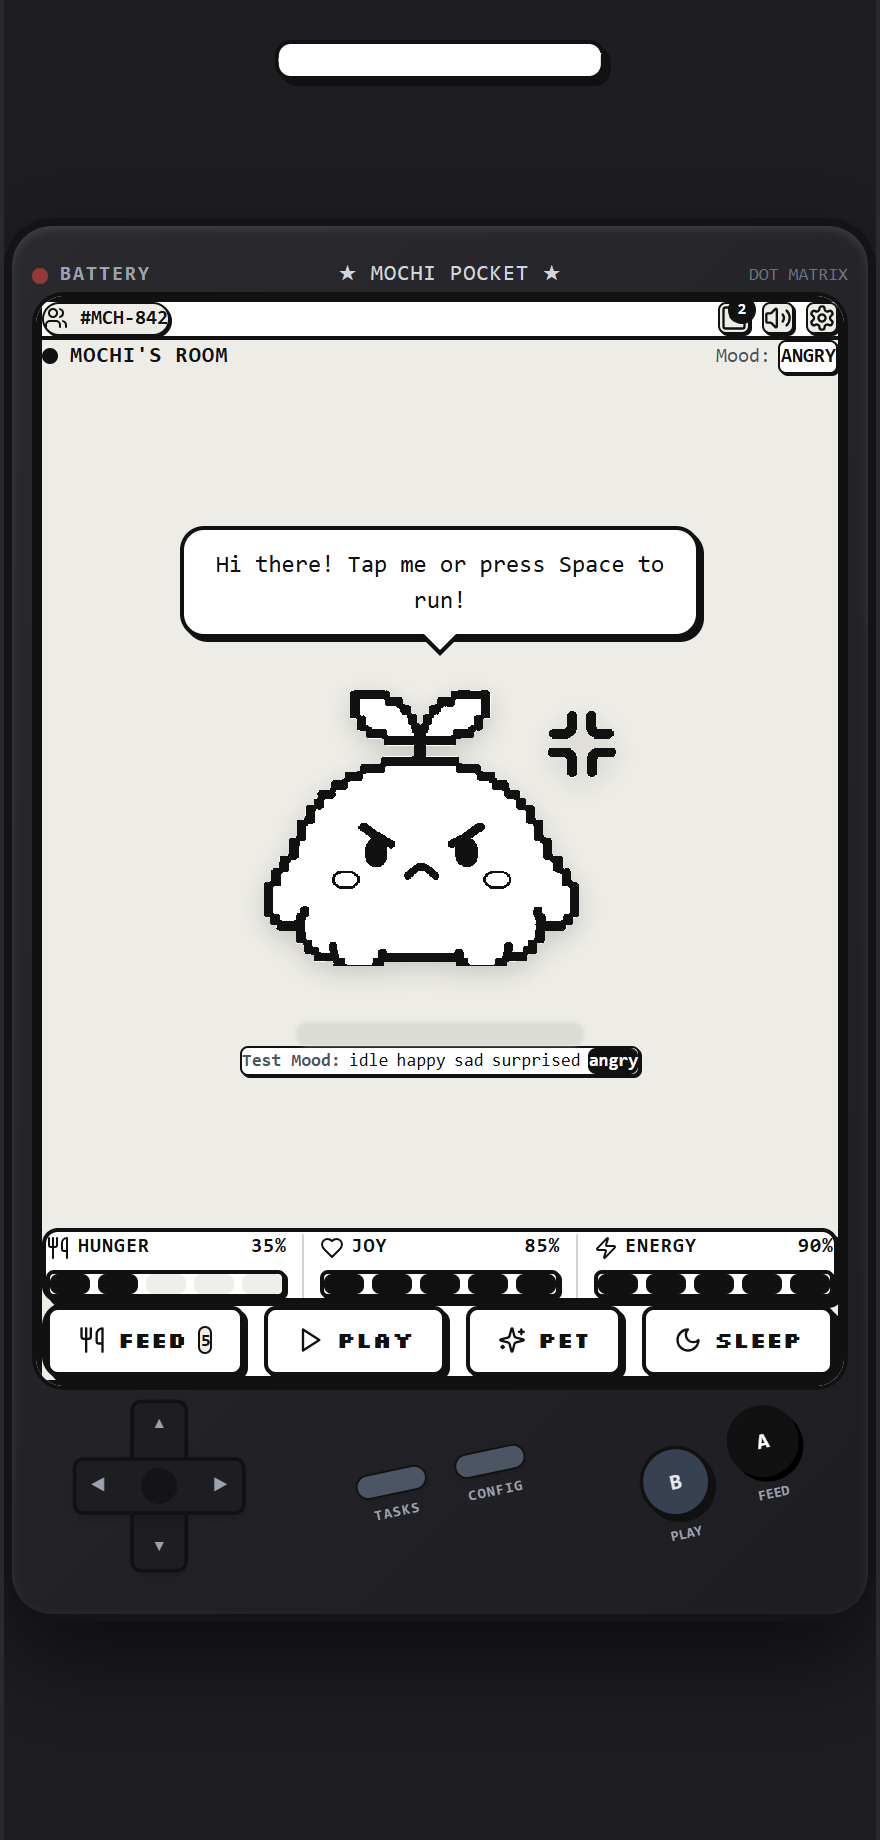 BATTERY
★ MOCHI POCKET ★
DOT MATRIX
#MCH-842
2
MOCHI'S ROOM
Mood: ANGRY
Hi there! Tap me or press Space to
run!
Test Mood: idle happy sad surprised angry
HUNGER 35%
JOY 85%
ENERGY 90%
FEED 5
PLAY
PET
SLEEP
A
B
TASKS
CONFIG
FEED
PLAY